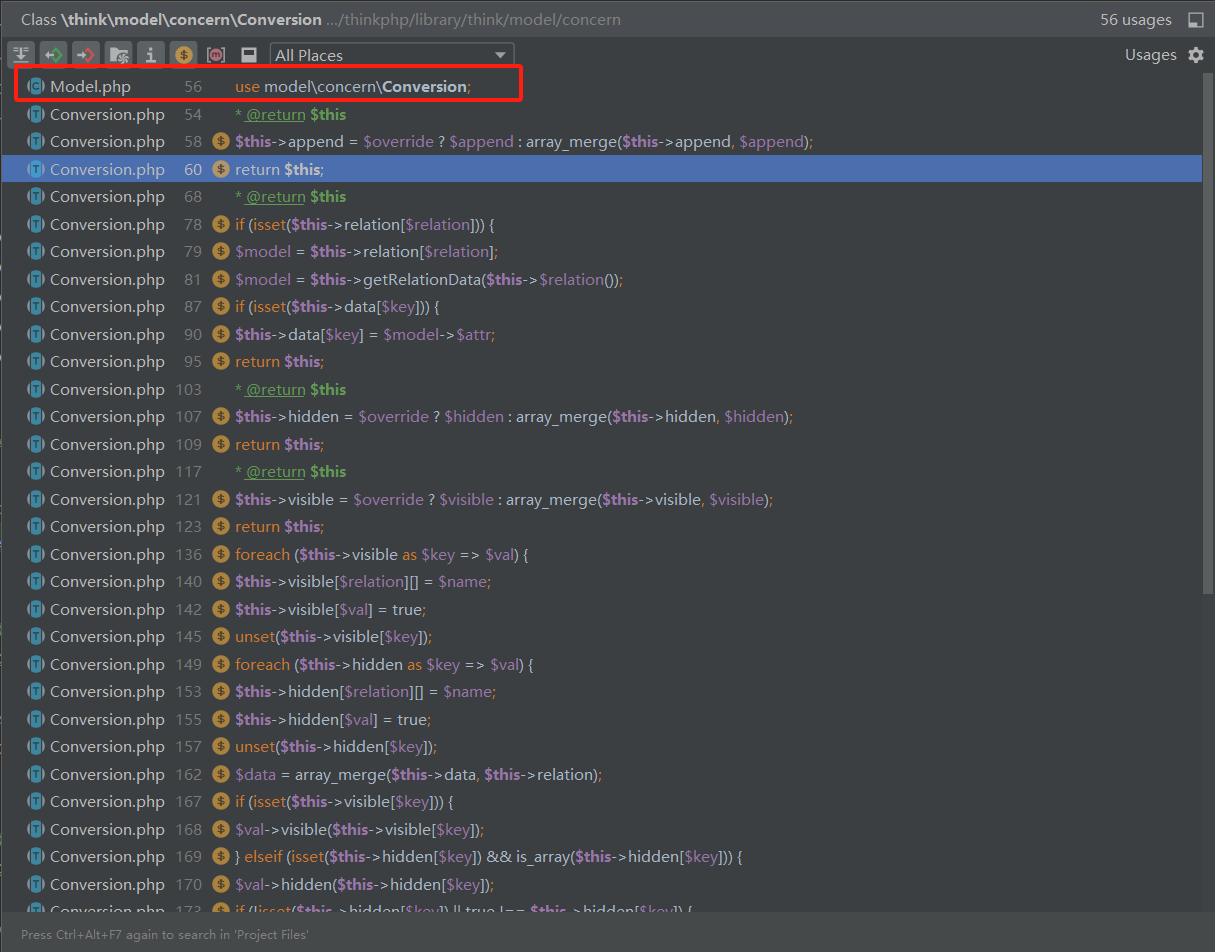 Class \think\model\concern\Conversion .../thinkphp/library/think/model/concern 56 usages
All Places Usages
Model.php 56 use model\concern\Conversion;
Conversion.php 54 * @return $this
Conversion.php 58 $this->append = $override ? $append : array_merge($this->append, $append);
Conversion.php 60 return $this;
Conversion.php 68 * @return $this
Conversion.php 78 if (isset($this->relation[$relation])) {
Conversion.php 79 $model = $this->relation[$relation];
Conversion.php 81 $model = $this->getRelationData($this->$relation());
Conversion.php 87 if (isset($this->data[$key])) {
Conversion.php 90 $this->data[$key] = $model->$attr;
Conversion.php 95 return $this;
Conversion.php 103 * @return $this
Conversion.php 107 $this->hidden = $override ? $hidden : array_merge($this->hidden, $hidden);
Conversion.php 109 return $this;
Conversion.php 117 * @return $this
Conversion.php 121 $this->visible = $override ? $visible : array_merge($this->visible, $visible);
Conversion.php 123 return $this;
Conversion.php 136 foreach ($this->visible as $key => $val) {
Conversion.php 140 $this->visible[$relation][] = $name;
Conversion.php 142 $this->visible[$val] = true;
Conversion.php 145 unset($this->visible[$key]);
Conversion.php 149 foreach ($this->hidden as $key => $val) {
Conversion.php 153 $this->hidden[$relation][] = $name;
Conversion.php 155 $this->hidden[$val] = true;
Conversion.php 157 unset($this->hidden[$key]);
Conversion.php 162 $data = array_merge($this->data, $this->relation);
Conversion.php 167 if (isset($this->visible[$key])) {
Conversion.php 168 $val->visible($this->visible[$key]);
Conversion.php 169 } elseif (isset($this->hidden[$key]) && is_array($this->hidden[$key])) {
Conversion.php 170 $val->hidden($this->hidden[$key]);
Conversion.php 173 if (!isset($this->hidden[$key]) || true !== $this->hidden[$key]) {
Press Ctrl+Alt+F7 again to search in 'Project Files'